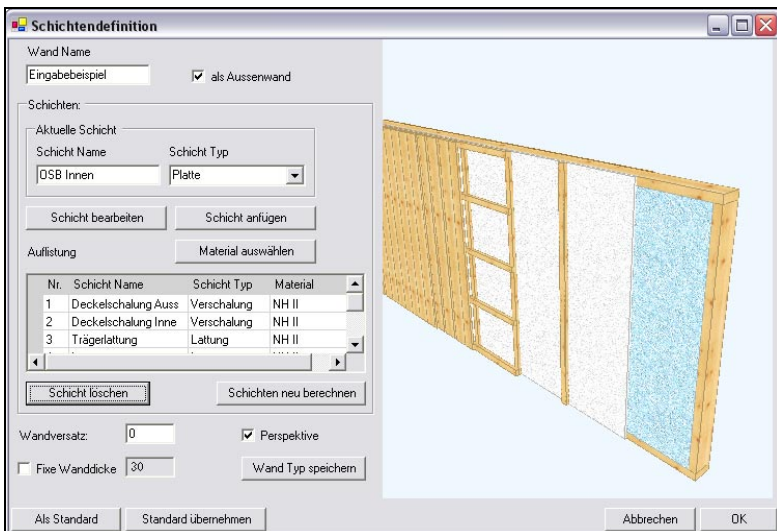 Schichtendefinition
Wand Name
Eingabebeispiel
als Aussenwand
Schichten:
Aktuelle Schicht
Schicht Name Schicht Typ
OSB Innen Platte
Schicht bearbeiten Schicht anfügen
Auflistung Material auswählen
Nr. Schicht Name Schicht Typ Material
1 Deckelschalung Auss Verschalung NH II
2 Deckelschalung Inne Verschalung NH II
3 Trägerlattung Lattung NH II
Schicht löschen Schichten neu berechnen
Wandversatz: 0 Perspektive
Fixe Wanddicke 30 Wand Typ speichern
Als Standard Standard übernehmen Abbrechen OK